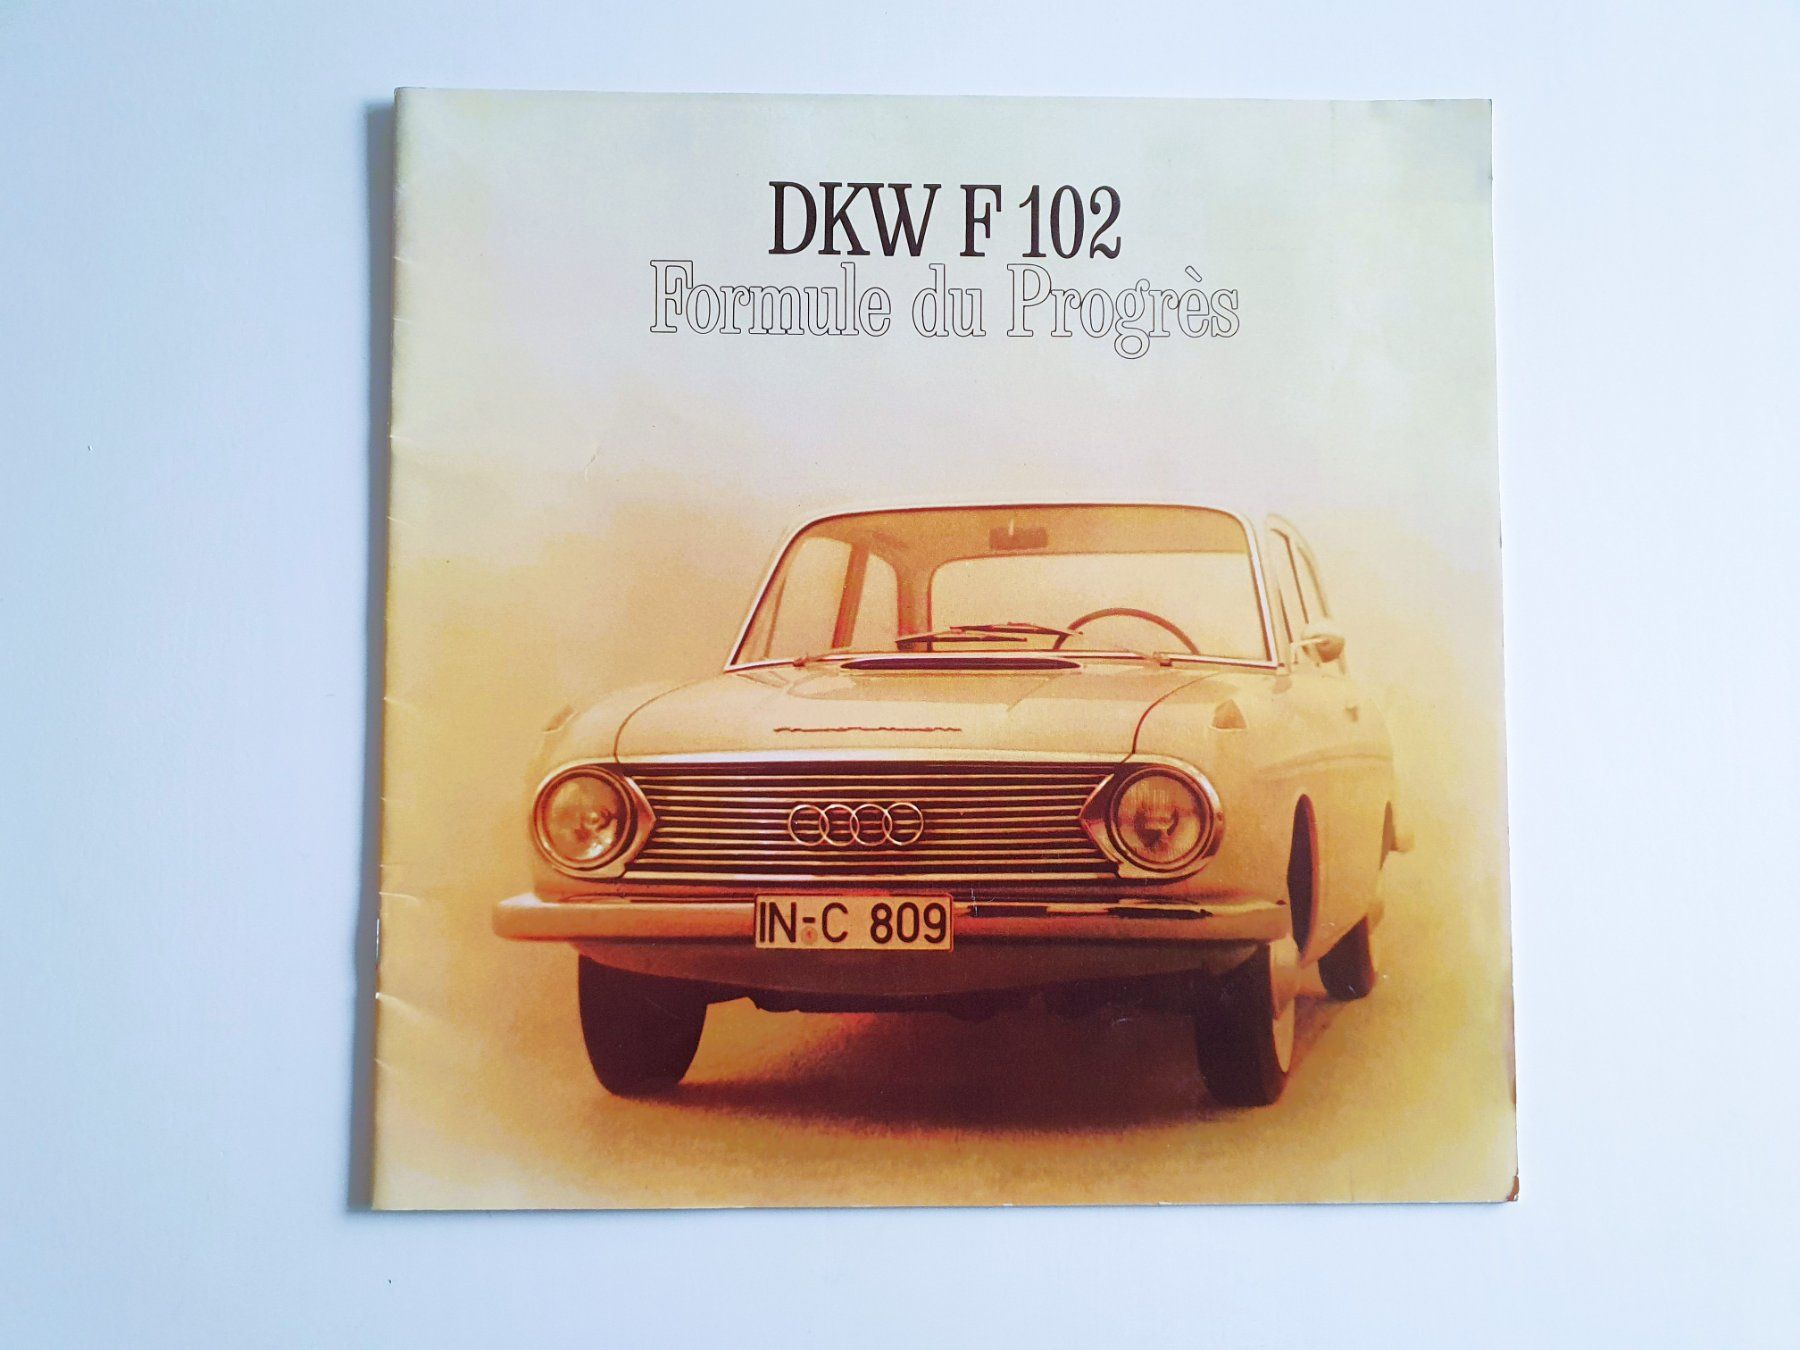 DKW F 102
Formule du Progrès
IN-C 809